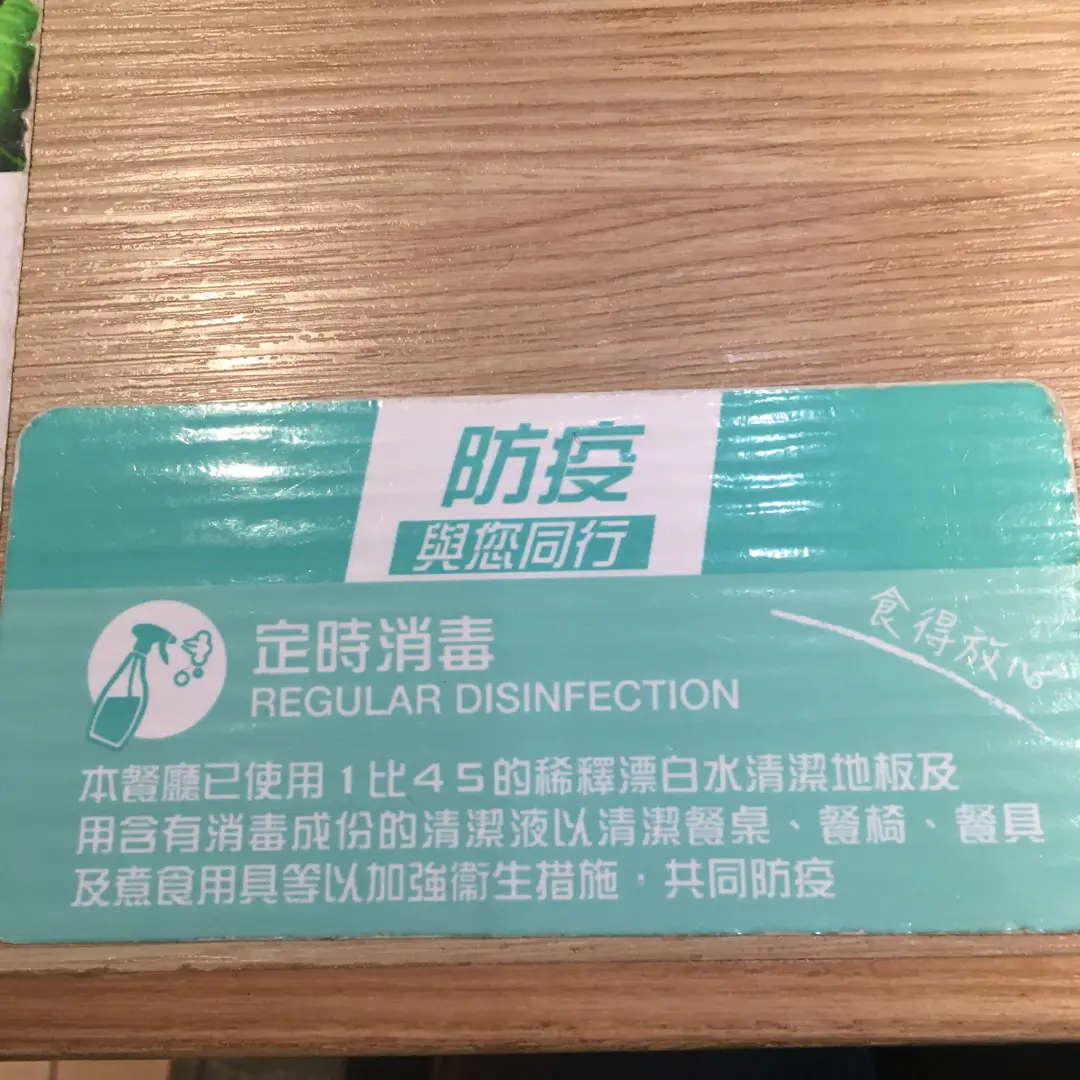 防疫
與您同行
定時消毒
REGULAR DISINFECTION
食得放心
本餐廳已使用1比45的稀釋漂白水清潔地板及
用含有消毒成份的清潔液以清潔餐桌、餐椅、餐具
及煮食用具等以加強衞生措施，共同防疫